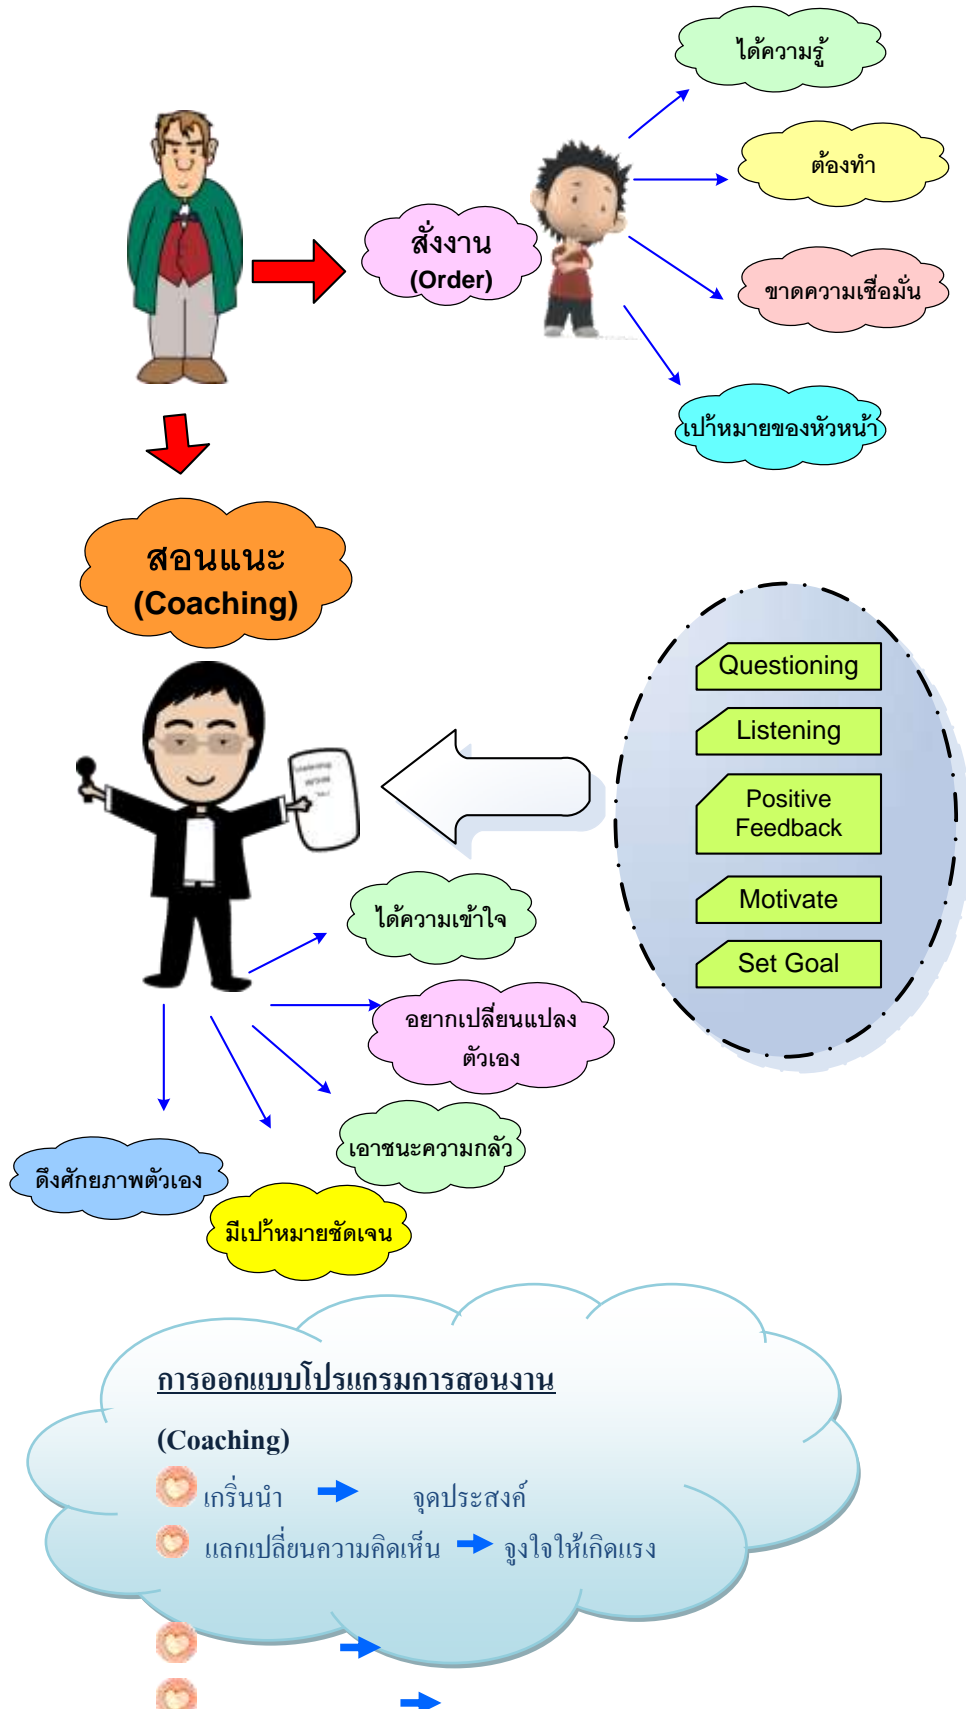 ได้ความรู้
ต้องทำ
สั่งงาน
(Order)
ขาดความเชื่อมั่น
เป้าหมายของหัวหน้า
สอนแนะ
(Coaching)
Questioning
Listening
Positive
Feedback
Motivate
Set Goal
ได้ความเข้าใจ
อยากเปลี่ยนแปลง
ตัวเอง
เอาชนะความกลัว
ดึงศักยภาพตัวเอง
มีเป้าหมายชัดเจน
การออกแบบโปรแกรมการสอนงาน
(Coaching)
เกริ่นนำ จุดประสงค์
แลกเปลี่ยนความคิดเห็น จูงใจให้เกิดแรง